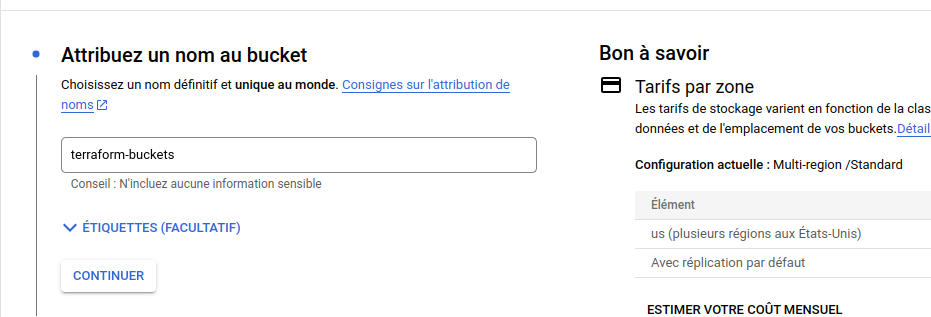 Attribuez un nom au bucket
Choisissez un nom définitif et unique au monde. Consignes sur l'attribution de
noms
terraform-buckets
Conseil : N'incluez aucune information sensible
ÉTIQUETTES (FACULTATIF)
CONTINUER
Bon à savoir
Tarifs par zone
Les tarifs de stockage varient en fonction de la clas
données et de l'emplacement de vos buckets.Détail
Configuration actuelle : Multi-region /Standard
Élément
us (plusieurs régions aux États-Unis)
Avec réplication par défaut
ESTIMER VOTRE COÛT MENSUEL